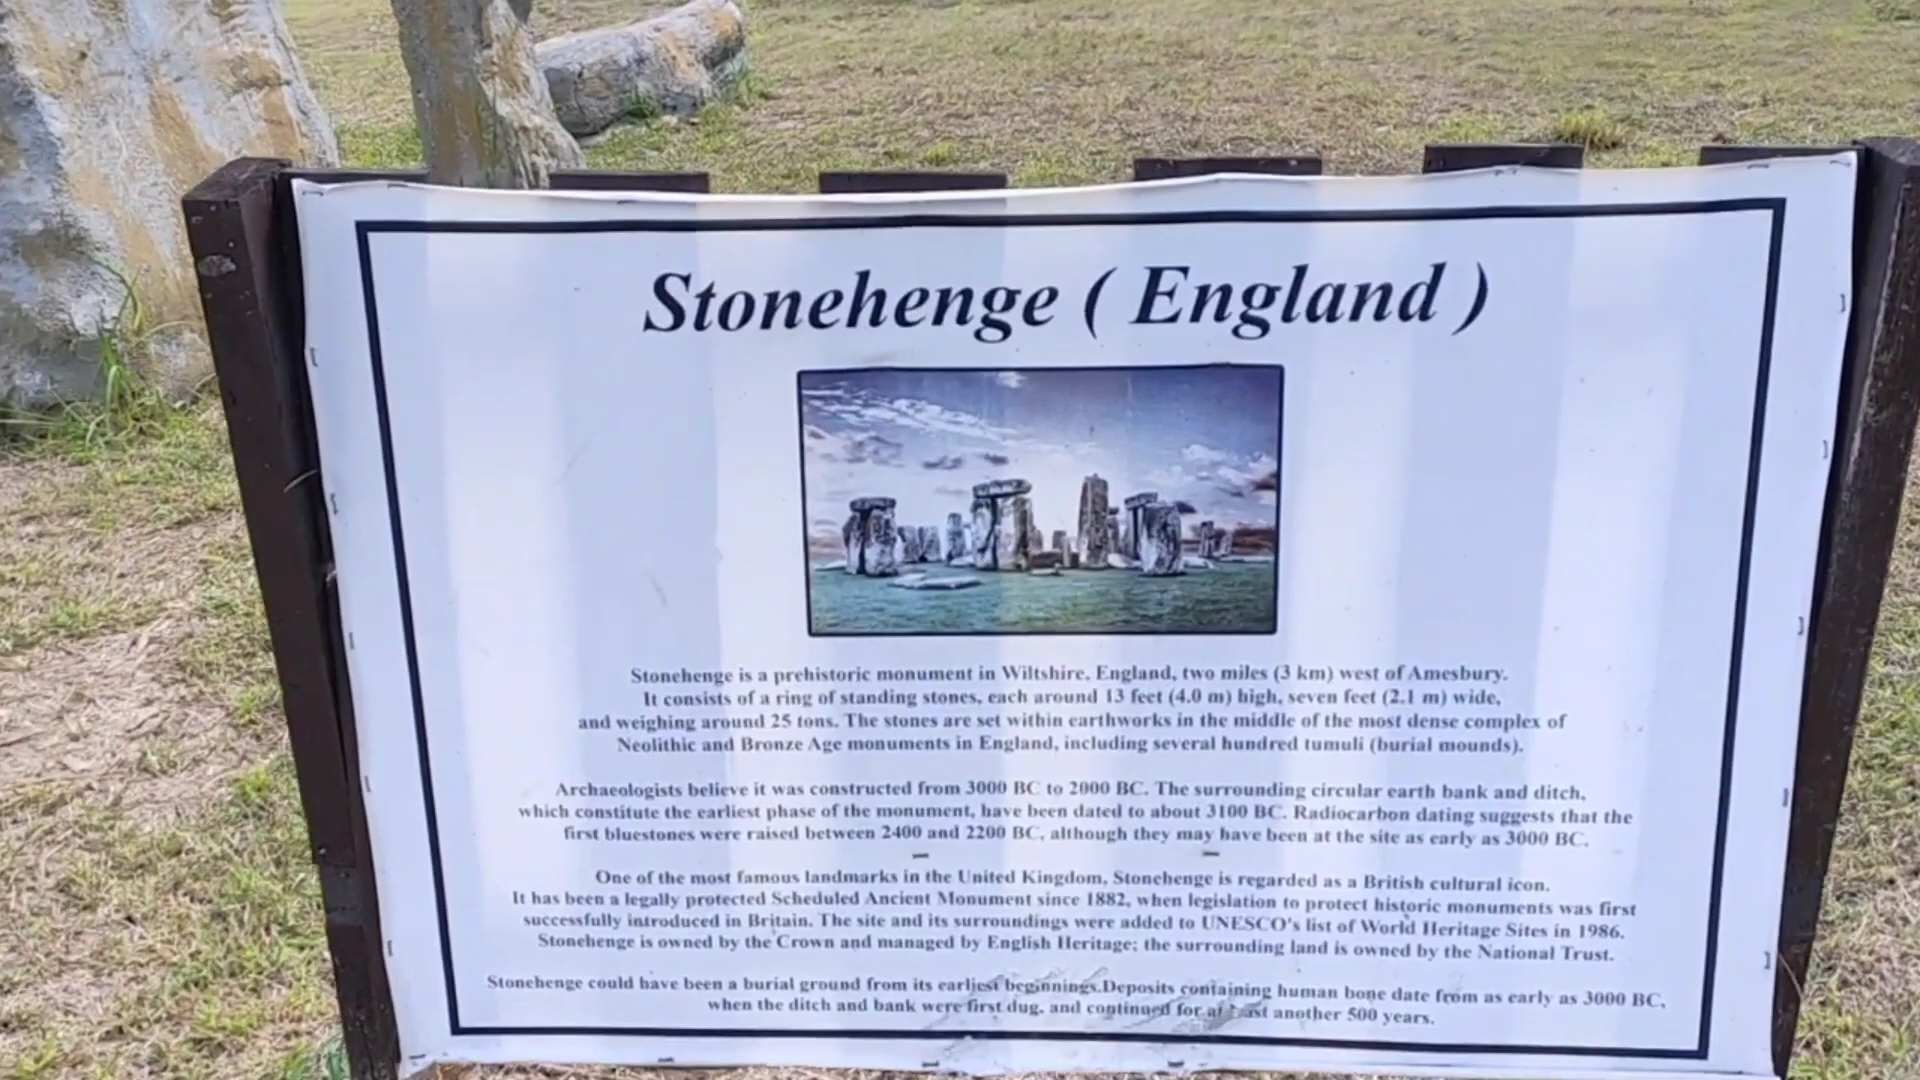 Stonehenge ( England )
Stonehenge is a prehistoric monument in Wiltshire, England, two miles (3 km) west of Amesbury.
It consists of a ring of standing stones, each around 13 feet (4.0 m) high, seven feet (2.1 m) wide,
and weighing around 25 tons. The stones are set within earthworks in the middle of the most dense complex of
Neolithic and Bronze Age monuments in England, including several hundred tumuli (burial mounds).
Archaeologists believe it was constructed from 3000 BC to 2000 BC. The surrounding circular earth bank and ditch,
which constitute the earliest phase of the monument, have been dated to about 3100 BC. Radiocarbon dating suggests that the
first bluestones were raised between 2400 and 2200 BC, although they may have been at the site as early as 3000 BC.
One of the most famous landmarks in the United Kingdom, Stonehenge is regarded as a British cultural icon.
It has been a legally protected Scheduled Ancient Monument since 1882, when legislation to protect historic monuments was first
successfully introduced in Britain. The site and its surroundings were added to UNESCO's list of World Heritage Sites in 1986.
Stonehenge is owned by the Crown and managed by English Heritage; the surrounding land is owned by the National Trust.
Stonehenge could have been a burial ground from its earliest beginnings.Deposits containing human bone date from as early as 3000 BC,
when the ditch and bank were first dug, and continued for at least another 500 years.